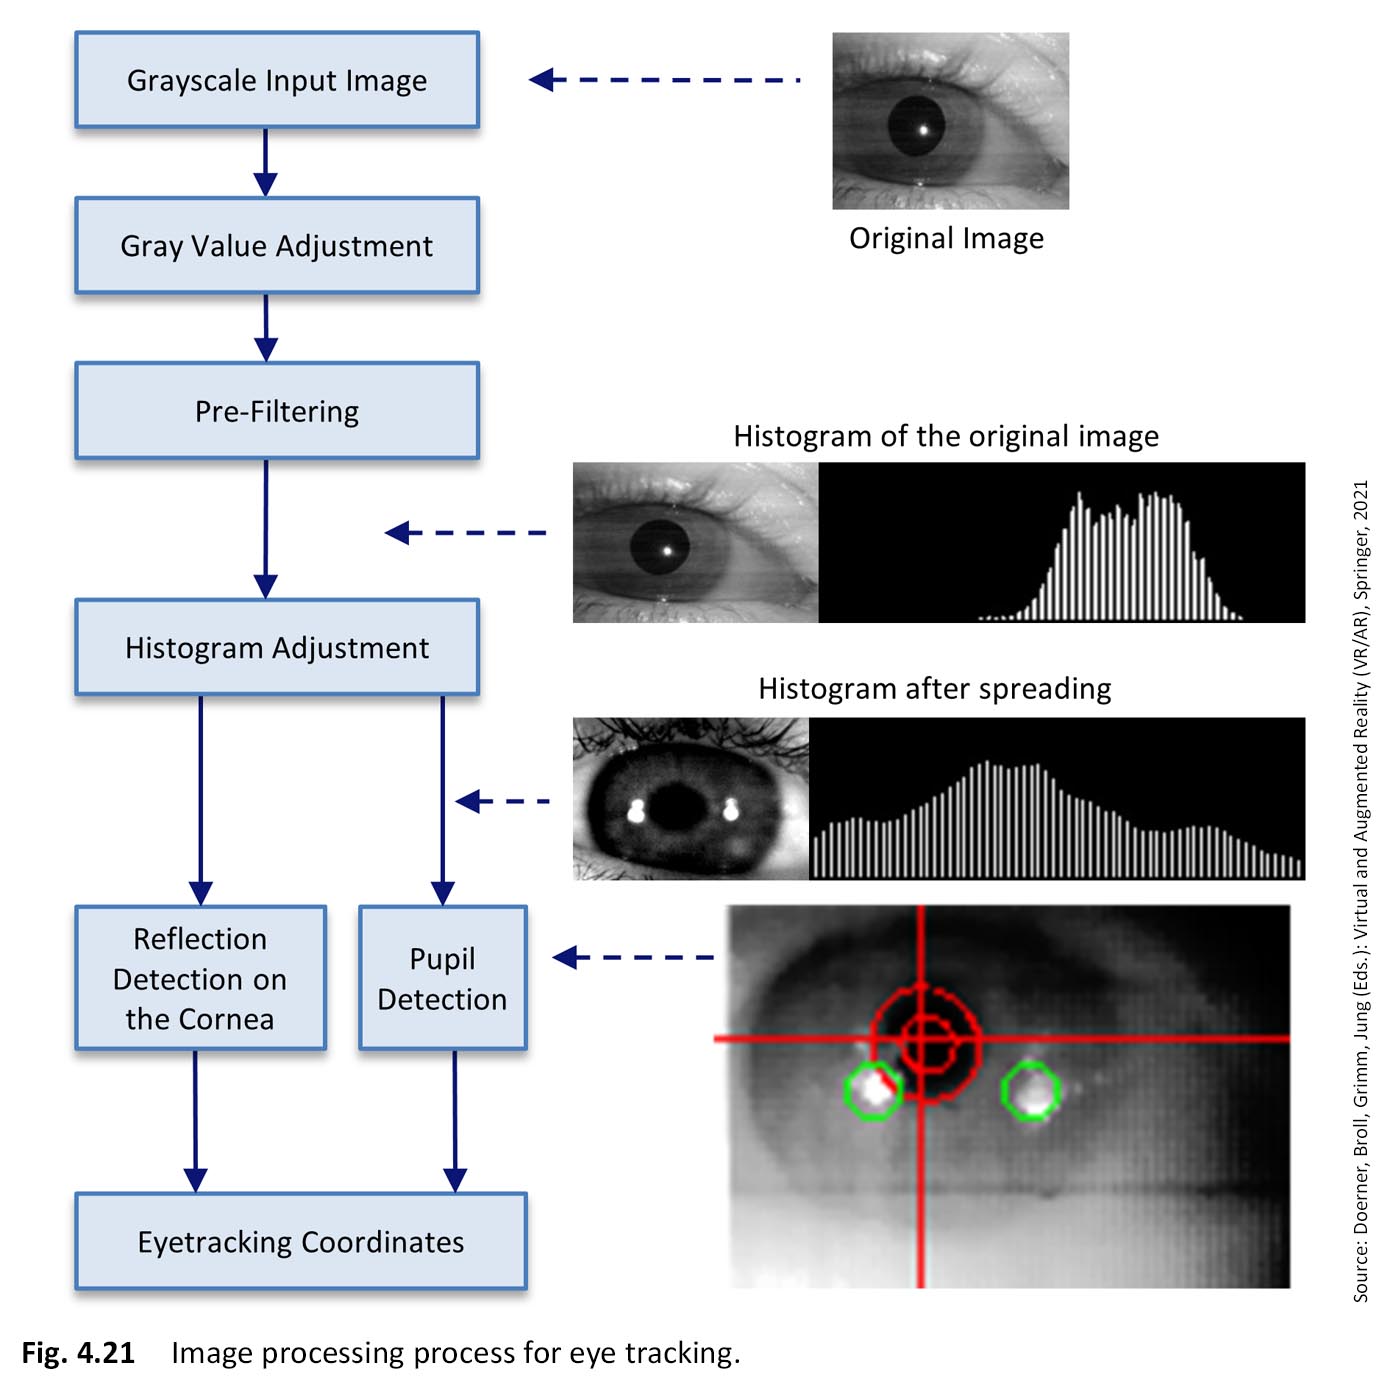 Grayscale Input Image
Original Image
Gray Value Adjustment
Pre-Filtering
Histogram of the original image
Histogram Adjustment
Histogram after spreading
Reflection
Detection on
the Cornea
Pupil
Detection
Eyetracking Coordinates
Source: Doerner, Broll, Grimm, Jung (Eds.): Virtual and Augmented Reality (VR/AR), Springer, 2021
Fig. 4.21 Image processing process for eye tracking.